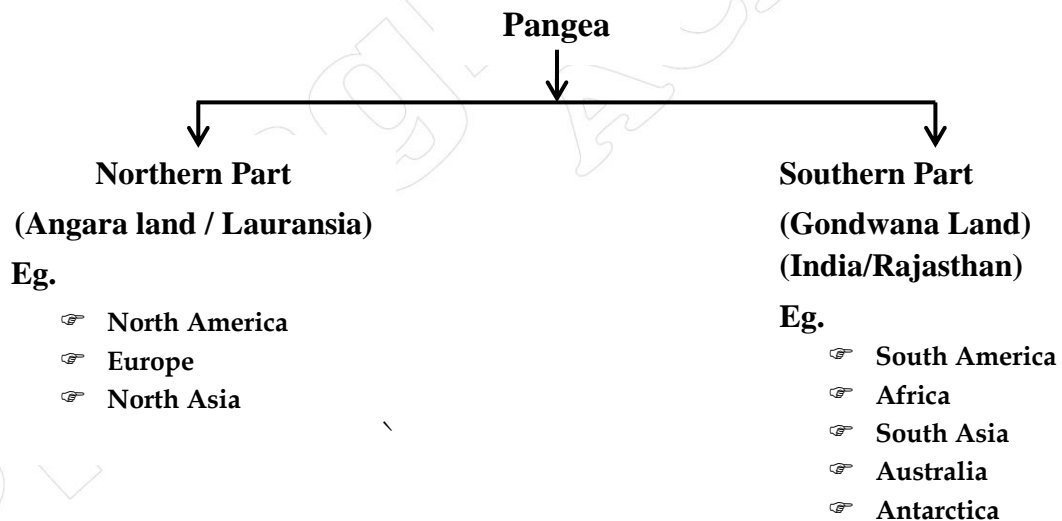 Pangea
Northern Part
(Angara land / Lauransia)
Eg.
☞ North America
☞ Europe
☞ North Asia
Southern Part
(Gondwana Land)
(India/Rajasthan)
Eg.
☞ South America
☞ Africa
☞ South Asia
☞ Australia
☞ Antarctica